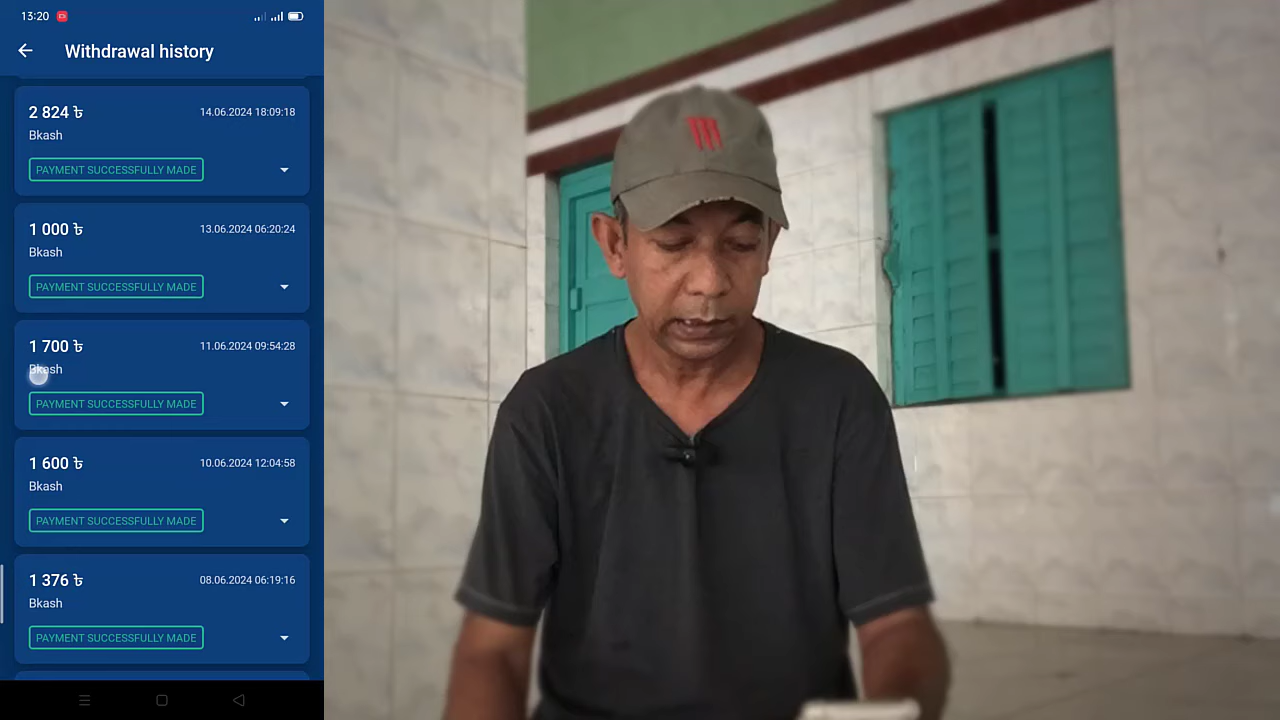 13:20
Withdrawal history
2 824 ৳
14.06.2024 18:09:18
Bkash
PAYMENT SUCCESSFULLY MADE
1 000 ৳
13.06.2024 06:20:24
Bkash
PAYMENT SUCCESSFULLY MADE
1 700 ৳
11.06.2024 09:54:28
Bkash
PAYMENT SUCCESSFULLY MADE
1 600 ৳
10.06.2024 12:04:58
Bkash
PAYMENT SUCCESSFULLY MADE
1 376 ৳
08.06.2024 06:19:16
Bkash
PAYMENT SUCCESSFULLY MADE